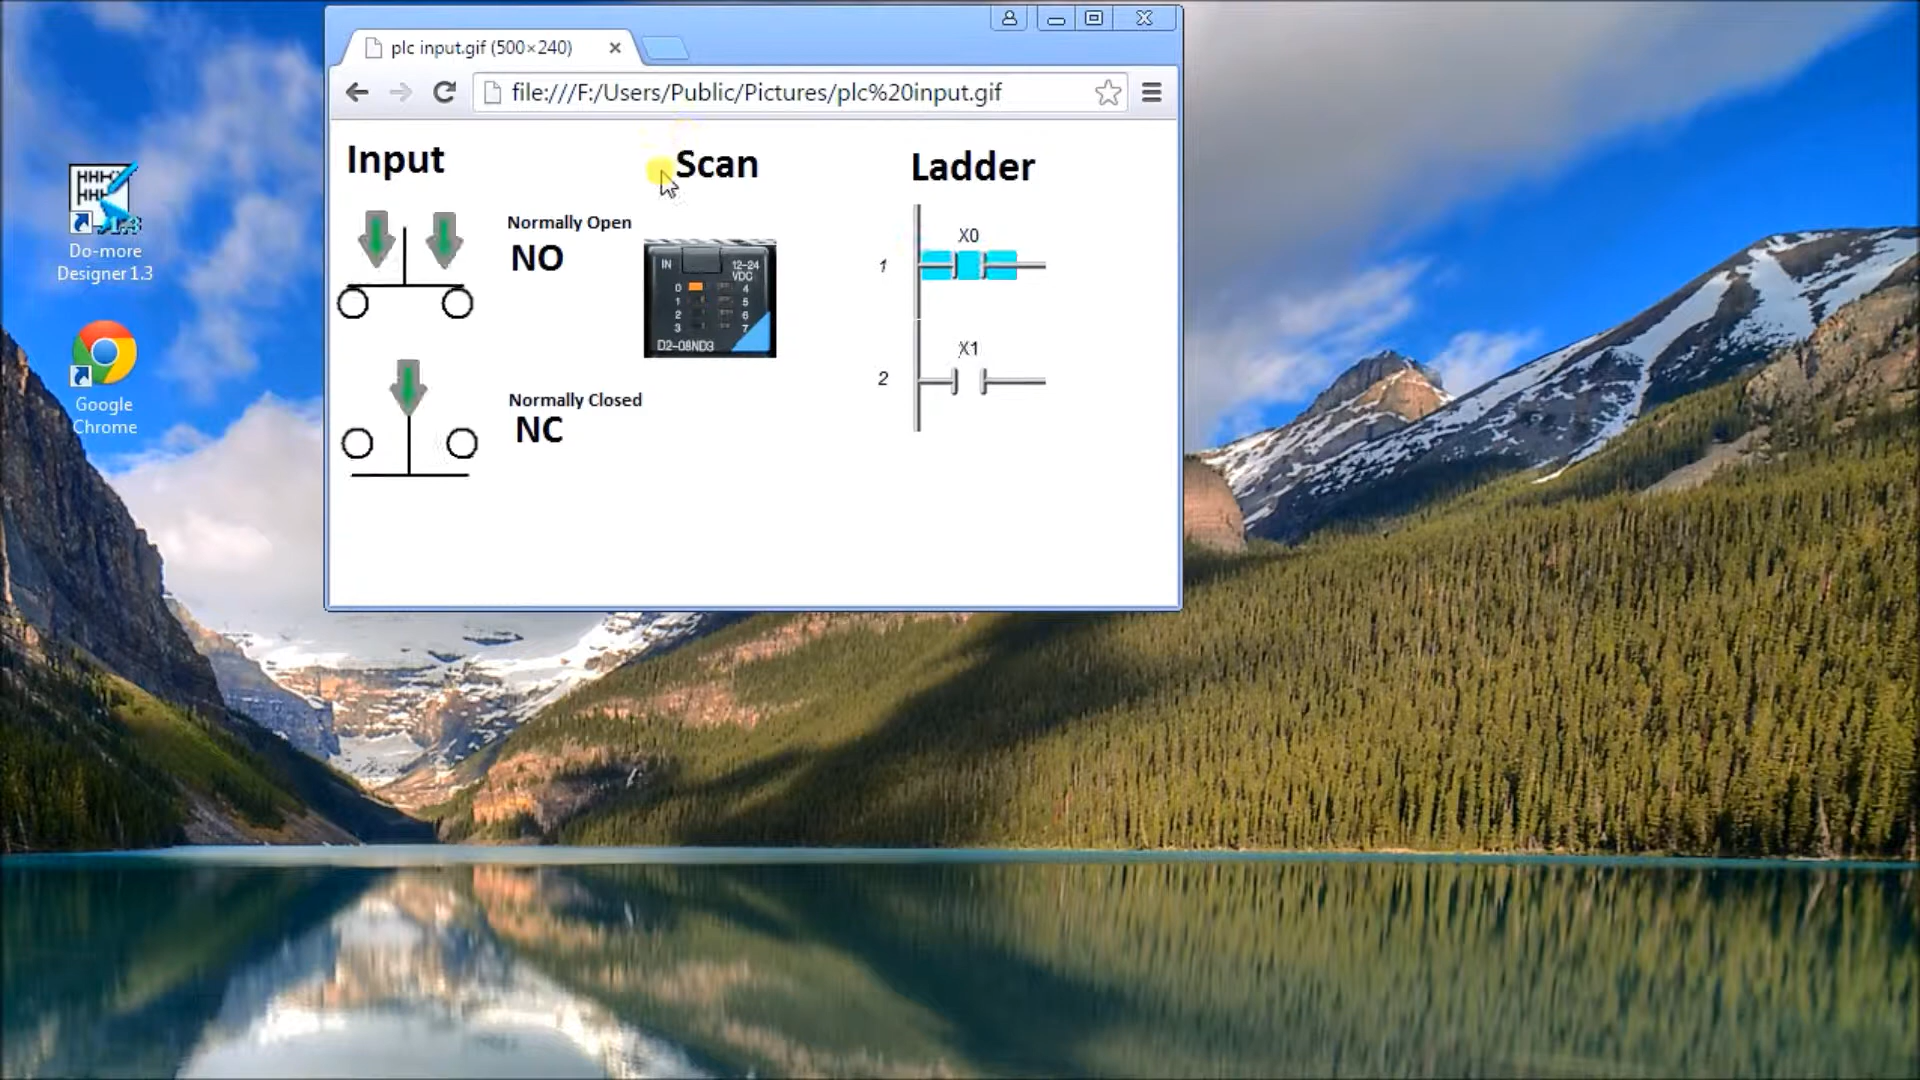 plc input.gif (500×240)
file:///F:/Users/Public/Pictures/plc%20input.gif
Input
Scan
Ladder
Normally Open
NO
IN
12-24
VDC
0
4
1
5
2
6
3
7
D2-08ND3
X0
1
X1
2
Normally Closed
NC
Do-more
Designer 1.3
Google
Chrome